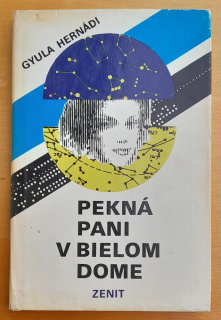 GYULA HERNÁDI
PEKNÁ
PANI
V BIELOM
DOME
ZENIT